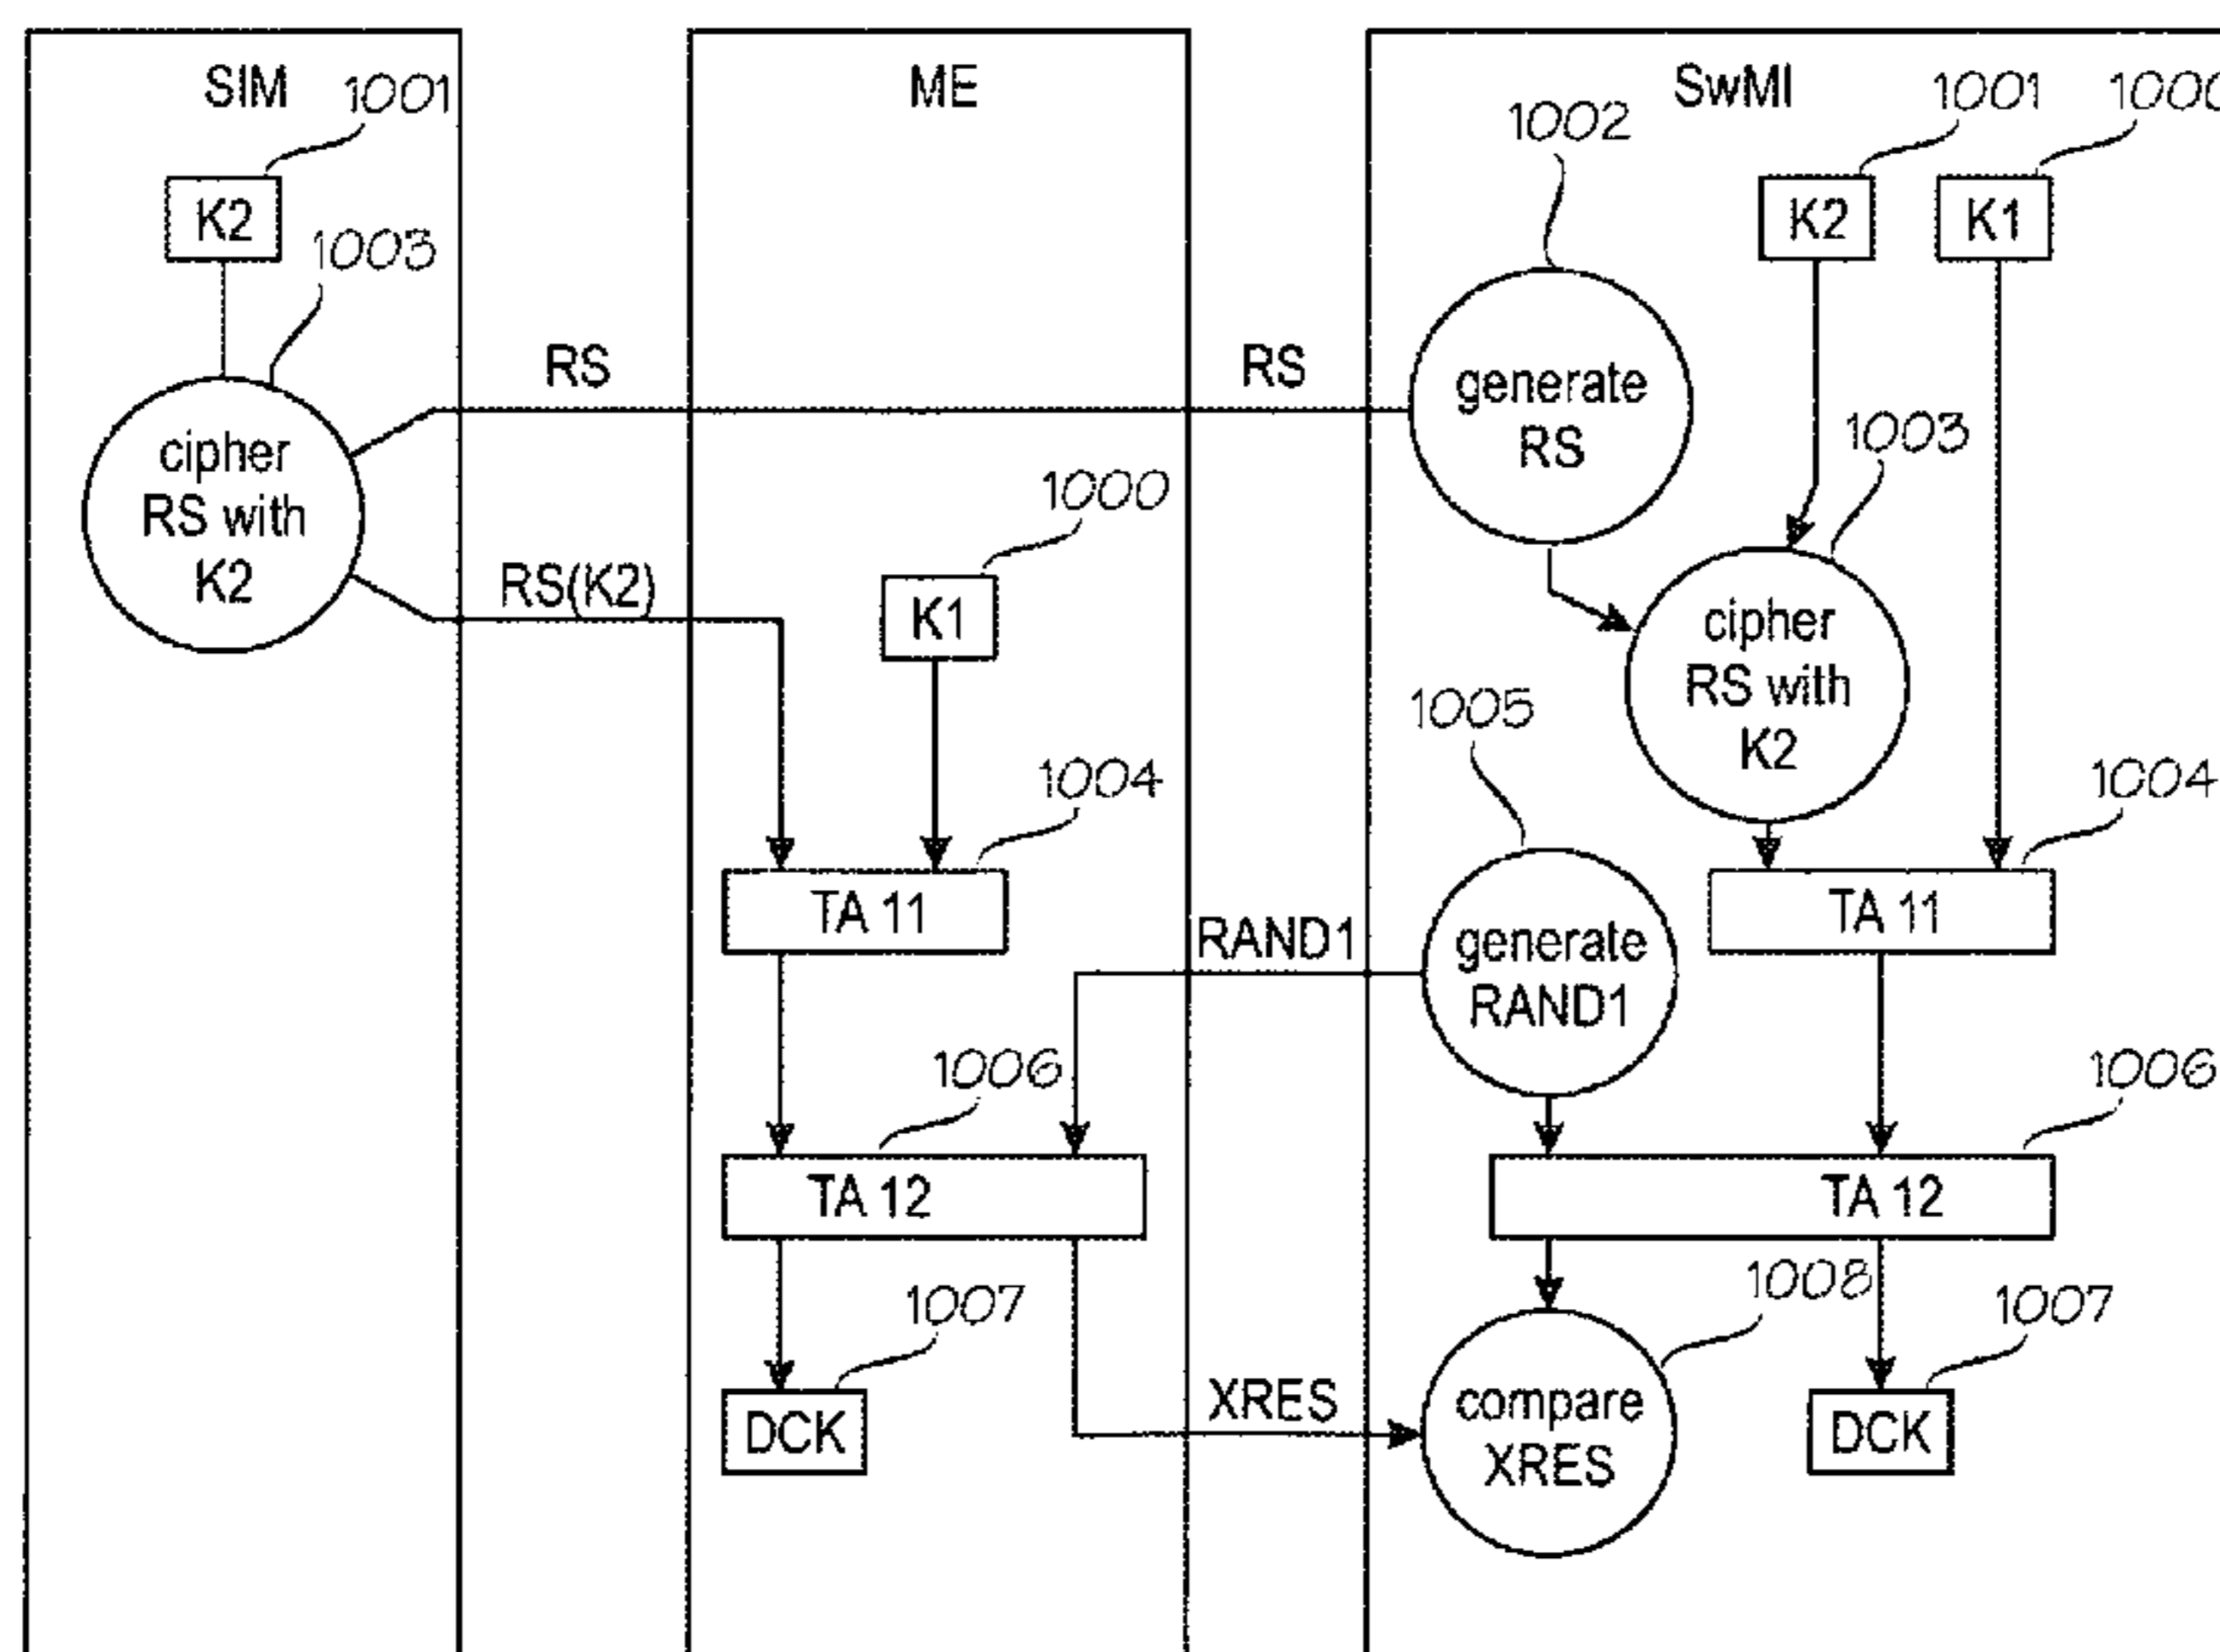 SIM
ME
SwMI
1001
1002
1001
K2
K2
K1
1003
RS
RS
generate
RS
cipher
RS with
K2
1003
1000
RS(K2)
K1
cipher
RS with
K2
1005
1004
1004
TA 11
TA 11
RAND1
generate
RAND1
1006
1006
TA 12
TA 12
1008
1007
1007
XRES
DCK
compare
XRES
DCK